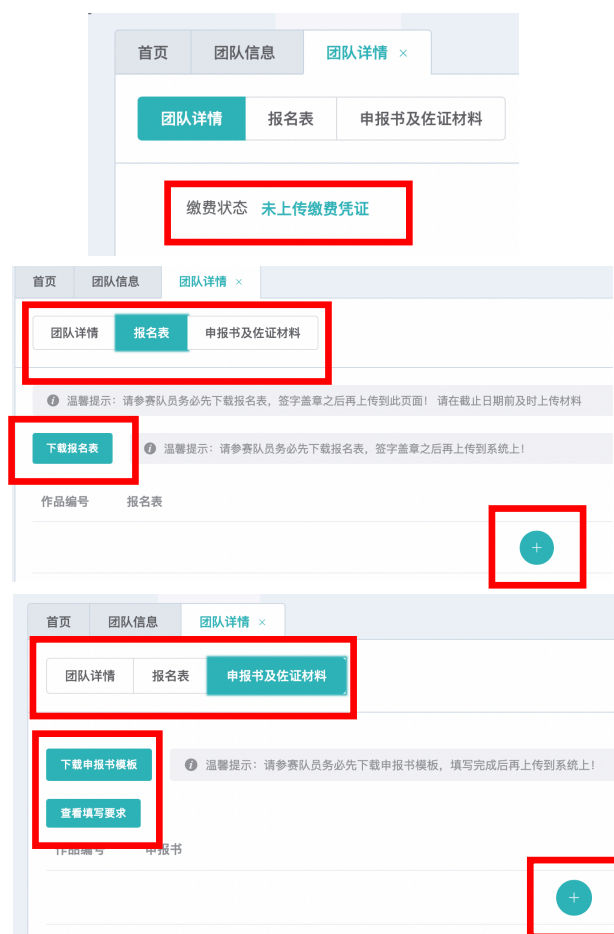 首页 团队信息 团队详情 ×
团队详情 报名表 申报书及佐证材料
缴费状态 未上传缴费凭证
首页 团队信息 团队详情 ×
团队详情 报名表 申报书及佐证材料
温馨提示：请参赛队员务必先下载报名表，签字盖章之后再上传到此页面！ 请在截止日期前及时上传材料
下载报名表 温馨提示：请参赛队员务必先下载报名表，签字盖章之后再上传到系统上！
作品编号 报名表
+
首页 团队信息 团队详情 ×
团队详情 报名表 申报书及佐证材料
下载申报书模板 温馨提示：请参赛队员务必先下载申报书模板，填写完成后再上传到系统上！
查看填写要求
作品编号 申报书
+